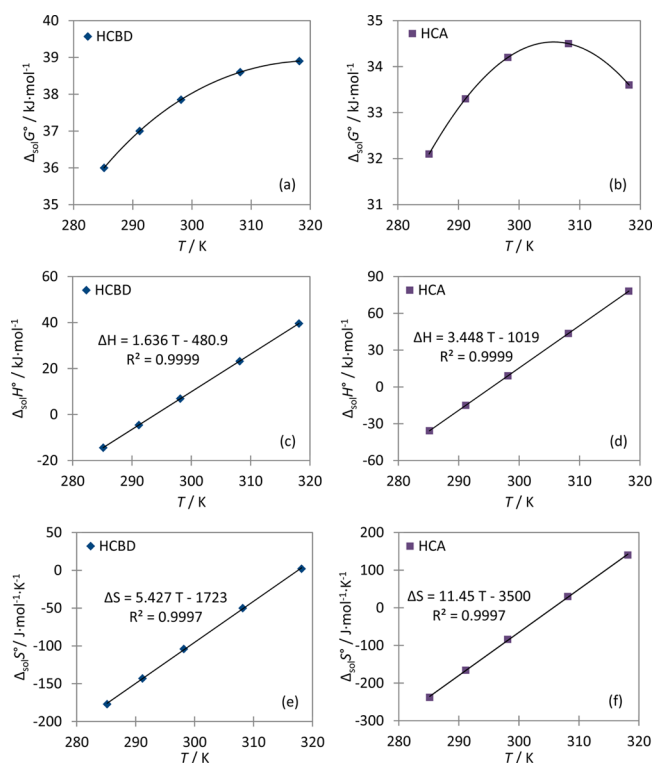 40
39
38
37
36
35
HCBD
(a)
280 290 300 310 320
T / K
ΔsolG° / kJ·mol-1
35
34
33
32
31
HCA
(b)
280 290 300 310 320
T / K
ΔsolG° / kJ·mol-1
60
40
20
0
-20
HCBD
ΔH = 1.636 T - 480.9
R² = 0.9999
(c)
280 290 300 310 320
T / K
ΔsolH° / kJ·mol-1
90
60
30
0
-30
-60
HCA
ΔH = 3.448 T - 1019
R² = 0.9999
(d)
280 290 300 310 320
T / K
ΔsolH° / kJ·mol-1
50
0
-50
-100
-150
-200
HCBD
ΔS = 5.427 T - 1723
R² = 0.9997
(e)
280 290 300 310 320
T / K
ΔsolS°/ J·mol-1·K-1
200
100
0
-100
-200
-300
HCA
ΔS = 11.45 T - 3500
R² = 0.9997
(f)
280 290 300 310 320
T / K
ΔsolS°/ J·mol-1·K-1